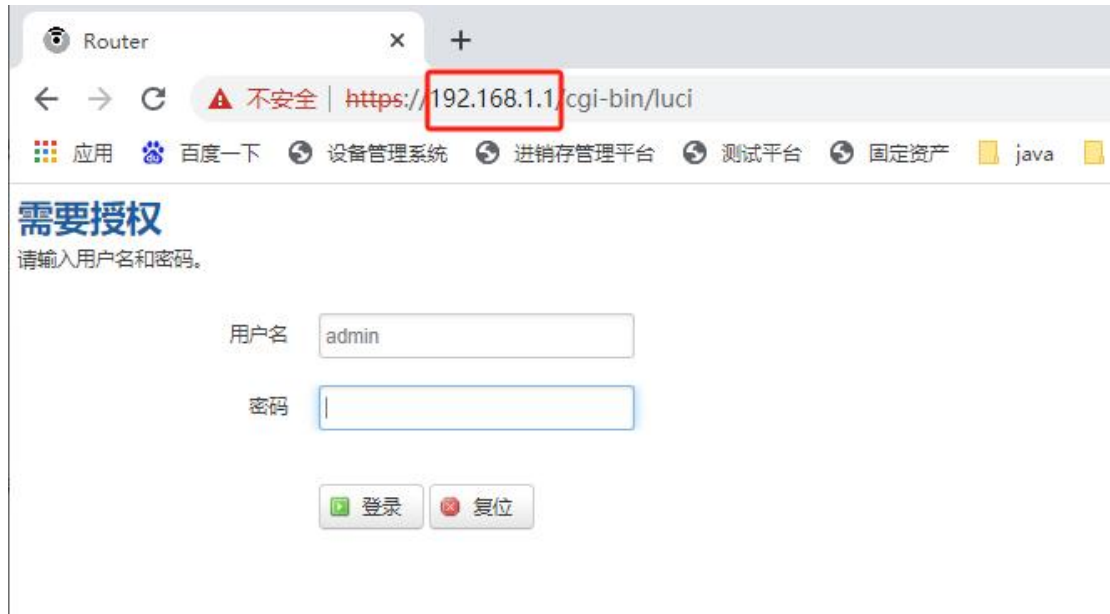 Router
不安全 | https://192.168.1.1/cgi-bin/luci
应用 百度一下 设备管理系统 进销存管理平台 测试平台 固定资产 java
需要授权
请输入用户名和密码。
用户名 admin
密码
登录 复位